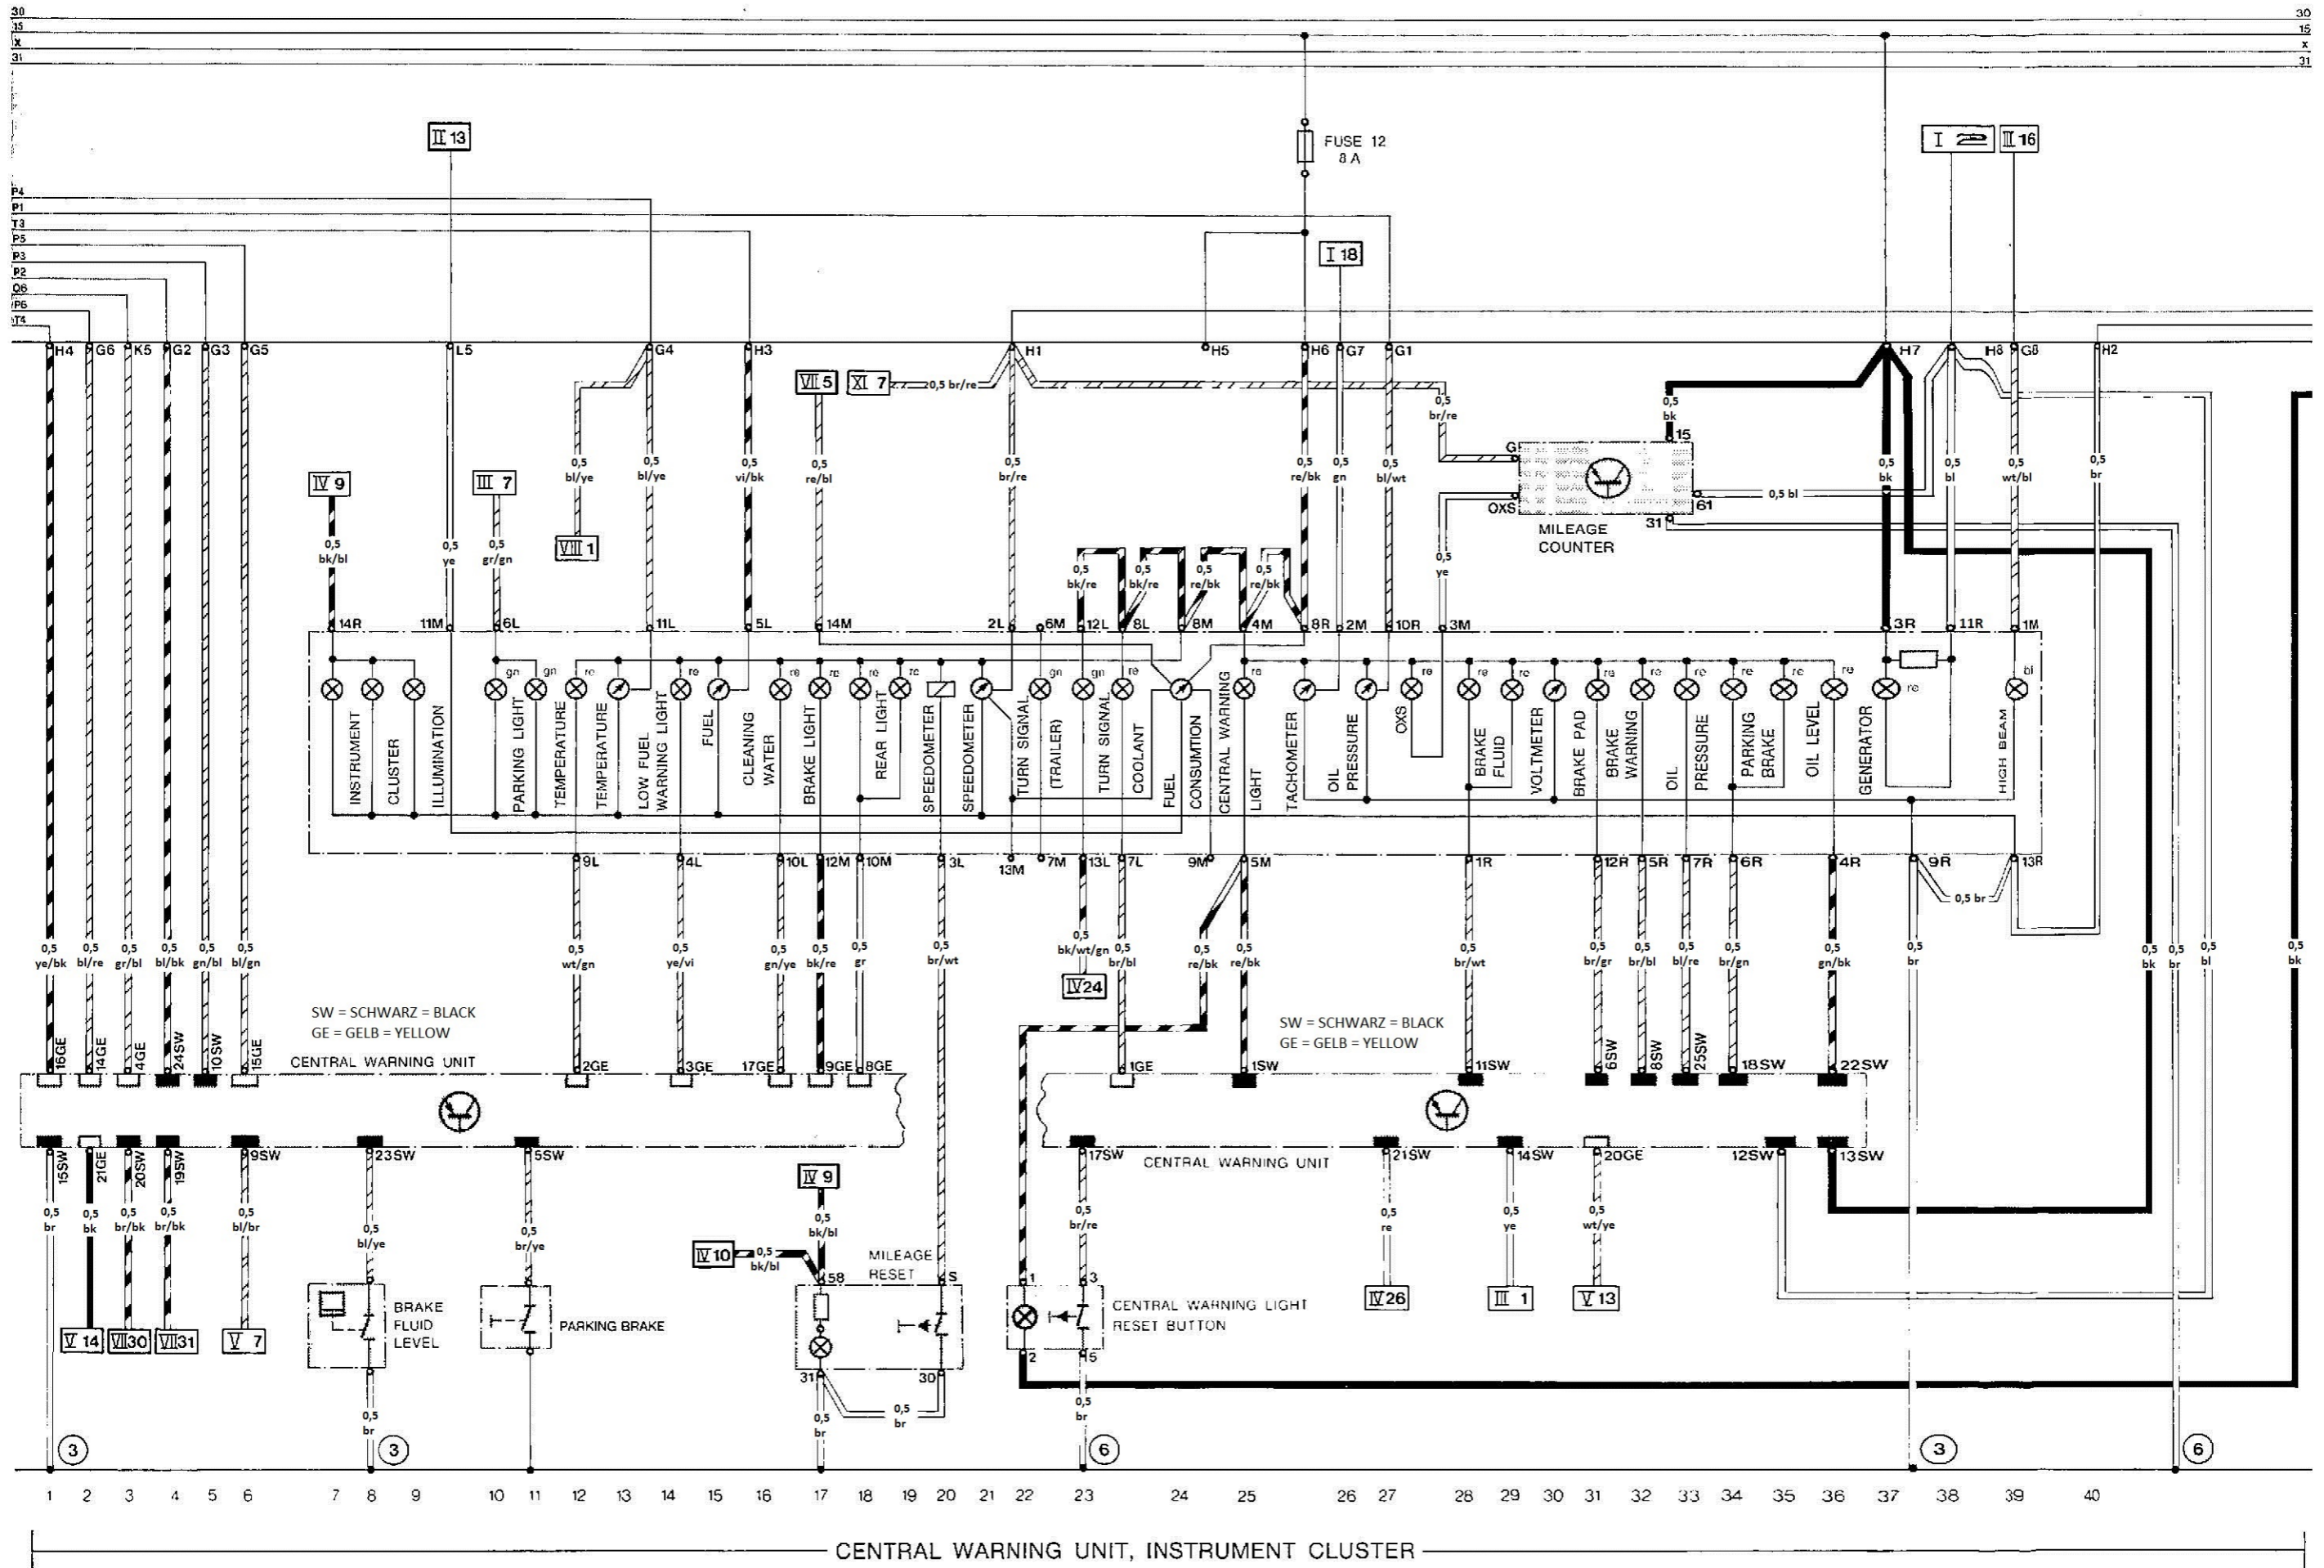 30 30
15 15
X X
31 31
II 13
FUSE 12
8 A
I
II 16
P4
P1
T3
P5
P3
P2
Q6
P6
T4
I 18
H4 G6 K5 G2 G3 G5 L5 G4 H3 H1 H5 H6 G7 G1 H7 H8 G8 H2
VII 5 XI 7 0,5 br/re
0,5 br/re
0,5 bk
15
G
IV 9
III 7
0,5 bl/ye
0,5 bl/ye
0,5 vi/bk
0,5 re/bl
0,5 br/re
0,5 re/bk
0,5 gn
0,5 bl/wt
0,5 bk
0,5 bl
0,5 wt/bl
0,5 br
OXS
61
0,5 bl
31
MILEAGE
COUNTER
0,5 bk/bl
0,5 ye
0,5 gr/gn
VIII 1
0,5 bk/re
0,5 bk/re
0,5 re/bk
0,5 re/bk
0,5 ye
14R 11M 6L 11L 5L 14M 2L 6M 12L 8L 8M 4M 8R 2M 10R 3M 3R 11R 1M
gn gn re re re re re re gn gn re re re re re re re re re re re re bl
INSTRUMENT
CLUSTER
ILLUMINATION
PARKING LIGHT
TEMPERATURE
TEMPERATURE
LOW FUEL
WARNING LIGHT
FUEL
CLEANING
WATER
BRAKE LIGHT
REAR LIGHT
SPEEDOMETER
SPEEDOMETER
TURN SIGNAL
(TRAILER)
TURN SIGNAL
COOLANT
FUEL
CONSUMTION
CENTRAL WARNING
LIGHT
TACHOMETER
OIL
PRESSURE
OXS
BRAKE
FLUID
VOLTMETER
BRAKE PAD
BRAKE
WARNING
OIL
PRESSURE
PARKING
BRAKE
OIL LEVEL
GENERATOR
HIGH BEAM
9L 4L 10L 12M 10M 3L 13M 7M 13L 7L 9M 5M 1R 12R 5R 7R 6R 4R 9R 13R
0,5 br
0,5 ye/bk
0,5 bl/re
0,5 gr/bl
0,5 bl/bk
0,5 gn/bl
0,5 bl/gn
0,5 wt/gn
0,5 ye/vi
0,5 gn/ye
0,5 bk/re
0,5 gr
0,5 br/wt
0,5 bk/wt/gn
0,5 br/bl
0,5 re/bk
0,5 re/bk
0,5 br/wt
0,5 br/gr
0,5 br/bl
0,5 bl/re
0,5 br/gn
0,5 gn/bk
0,5 br
0,5 bk
0,5 br
0,5 bl
0,5 bk
IV 24
SW = SCHWARZ = BLACK
GE = GELB = YELLOW
CENTRAL WARNING UNIT
SW = SCHWARZ = BLACK
GE = GELB = YELLOW
16GE 14GE 4GE 24SW 10SW 15GE 2GE 3GE 17GE 9GE 8GE 1GE 1SW 11SW 6SW 8SW 25SW 18SW 22SW
15SW 21GE 20SW 19SW 9SW 23SW 5SW 17SW 21SW 14SW 20GE 12SW 13SW
CENTRAL WARNING UNIT
IV 9
0,5 br
0,5 bk
0,5 br/bk
0,5 br/bk
0,5 bl/br
0,5 bl/ye
0,5 br/ye
0,5 bk/bl
0,5 br/re
0,5 re
0,5 ye
0,5 wt/ye
IV 10 0,5 bk/bl
MILEAGE
RESET
58 S 1 3
V 14 VII 30 VII 31 V 7
BRAKE
FLUID
LEVEL
PARKING BRAKE
CENTRAL WARNING LIGHT
RESET BUTTON
IV 26 III 1 V 13
31 30 2 5
0,5 br
0,5 br
0,5 br
0,5 br
3 3 6 3 6
1 2 3 4 5 6 7 8 9 10 11 12 13 14 15 16 17 18 19 20 21 22 23 24 25 26 27 28 29 30 31 32 33 34 35 36 37 38 39 40
CENTRAL WARNING UNIT, INSTRUMENT CLUSTER